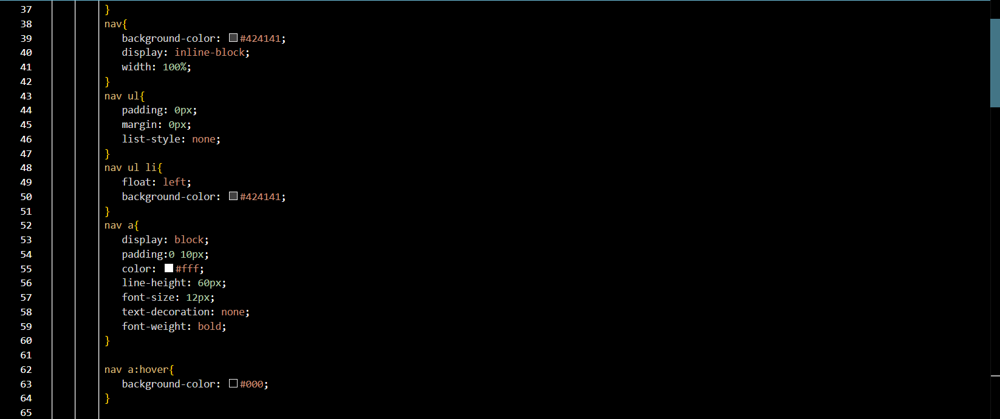 37 }
38 nav{
39 background-color: #424141;
40 display: inline-block;
41 width: 100%;
42 }
43 nav ul{
44 padding: 0px;
45 margin: 0px;
46 list-style: none;
47 }
48 nav ul li{
49 float: left;
50 background-color: #424141;
51 }
52 nav a{
53 display: block;
54 padding:0 10px;
55 color: #fff;
56 line-height: 60px;
57 font-size: 12px;
58 text-decoration: none;
59 font-weight: bold;
60 }
61
62 nav a:hover{
63 background-color: #000;
64 }
65